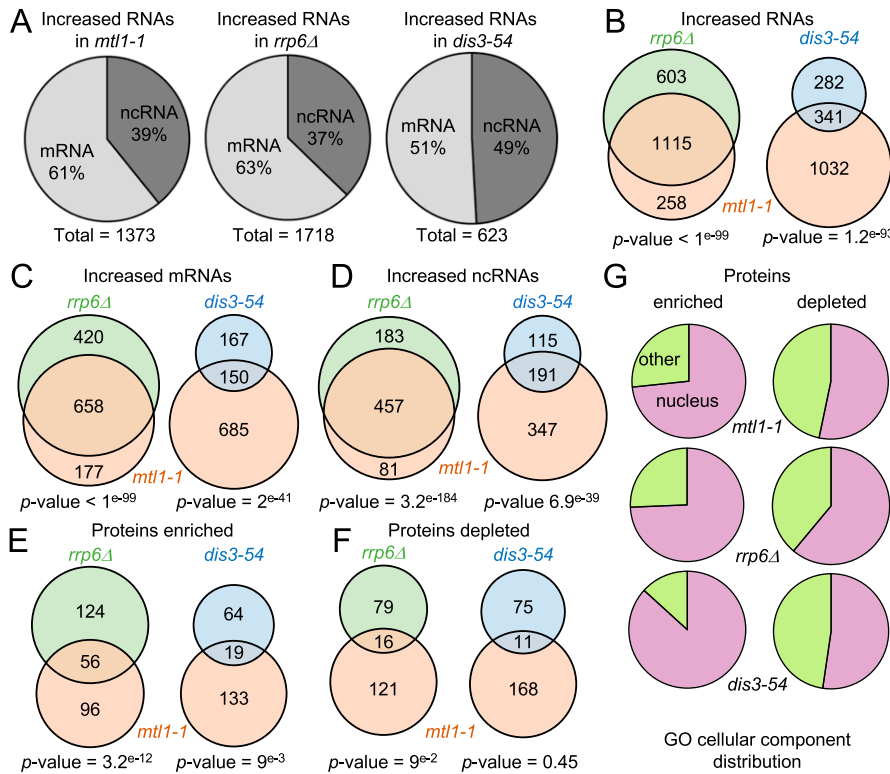 A
Increased RNAs
in mtl1-1
ncRNA
39%
mRNA
61%
Total = 1373
Increased RNAs
in rrp6Δ
ncRNA
37%
mRNA
63%
Total = 1718
Increased RNAs
in dis3-54
mRNA
51%
ncRNA
49%
Total = 623
B
Increased RNAs
rrp6Δ
dis3-54
603
1115
258
282
341
1032
mtl1-1
p-value < 1e-99
p-value = 1.2e-93
C
Increased mRNAs
rrp6Δ
dis3-54
420
658
177
167
150
685
mtl1-1
p-value < 1e-99
p-value = 2e-41
D
Increased ncRNAs
rrp6Δ
dis3-54
183
457
81
115
191
347
mtl1-1
p-value = 3.2e-184
p-value 6.9e-39
E
Proteins enriched
rrp6Δ
dis3-54
124
56
96
64
19
133
mtl1-1
p-value = 3.2e-12
p-value = 9e-3
F
Proteins depleted
rrp6Δ
dis3-54
79
16
121
75
11
168
mtl1-1
p-value = 9e-2
p-value = 0.45
G
Proteins
enriched
depleted
other
nucleus
mtl1-1
rrp6Δ
dis3-54
GO cellular component
distribution